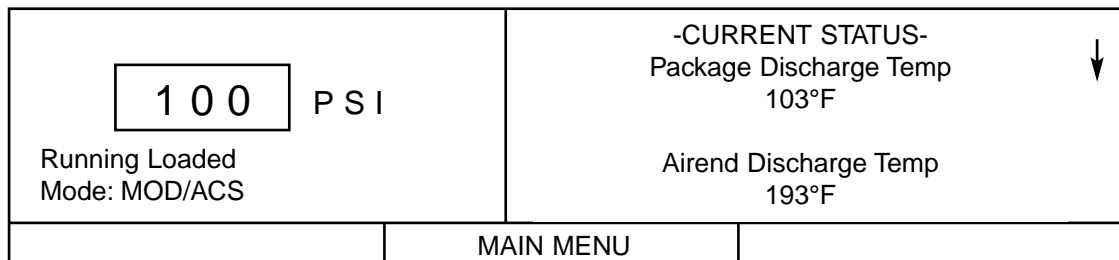 100 PSI
Running Loaded
Mode: MOD/ACS
-CURRENT STATUS-
Package Discharge Temp
103°F
Airend Discharge Temp
193°F
MAIN MENU